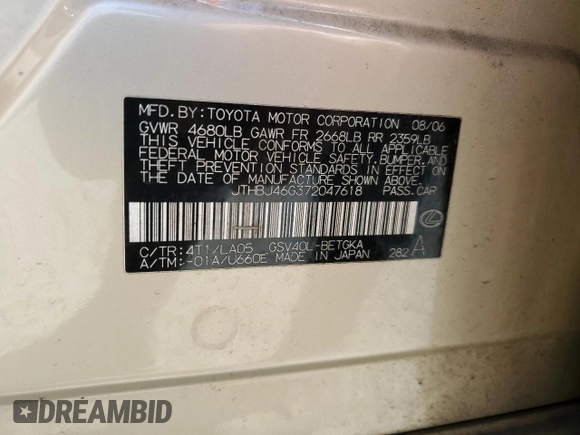 MFD.BY:TOYOTA MOTOR CORPORATION 08/06
GVWR 4680LB GAWR FR 2668LB RR 2359LB
THIS VEHICLE CONFORMS TO ALL APPLICABLE
FEDERAL MOTOR VEHICLE SAFETY,BUMPER,AND
THEFT PREVENTION STANDARDS IN EFFECT ON
THE DATE OF MANUFACTURE SHOWN ABOVE.
JTHBJ46G372047618 PASS.CAR
C/TR:4T1/LA05 GSV40L-BETGKA
A/TM:-01A/U660E MADE IN JAPAN 282 A
DREAMBID